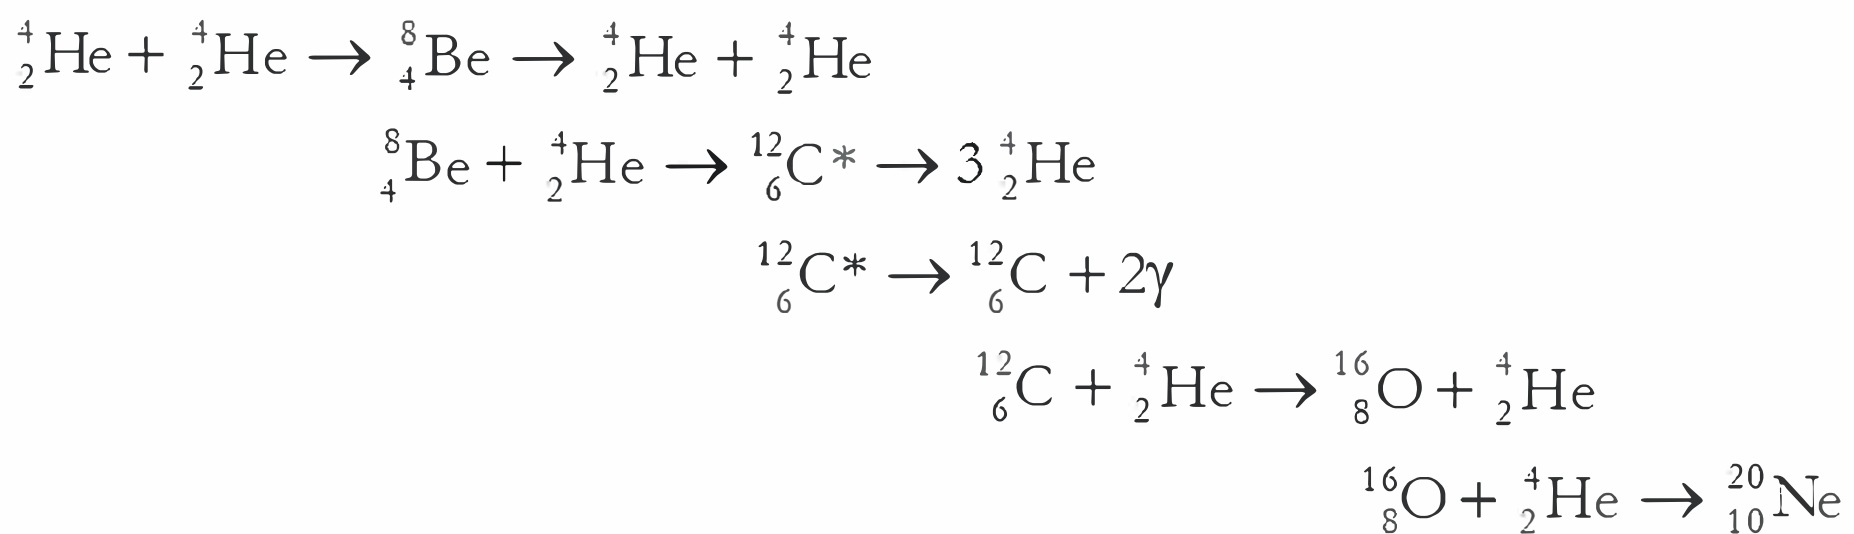 ⁴₂He + ⁴₂He → ⁸₄Be → ⁴₂He + ⁴₂He
⁸₄Be + ⁴₂He → ¹²₆C* → 3 ⁴₂He
¹²₆C* → ¹²₆C + 2γ
¹²₆C + ⁴₂He → ¹⁶₈O + ⁴₂He
¹⁶₈O + ⁴₂He → ²⁰₁₀Ne